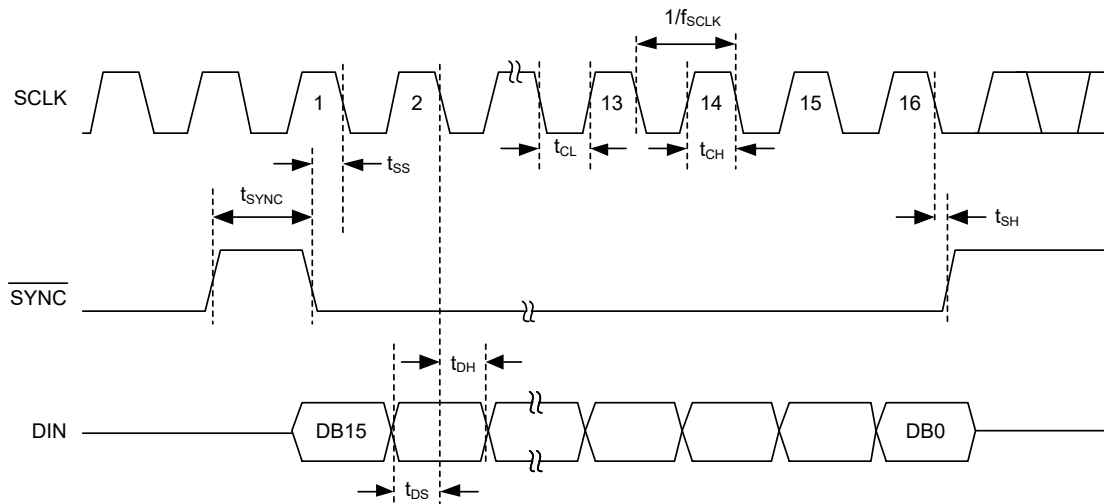 1/fSCLK
SCLK
1
2
13
14
15
16
tSS
tCL
tCH
tSYNC
tSH
SYNC
tDH
DIN
DB15
DB0
tDS